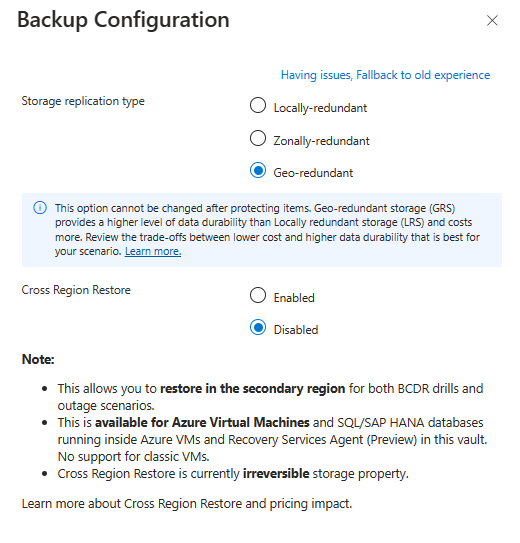 Backup Configuration
Having issues, Fallback to old experience
Storage replication type
Locally-redundant
Zonally-redundant
Geo-redundant
This option cannot be changed after protecting items. Geo-redundant storage (GRS)
provides a higher level of data durability than Locally redundant storage (LRS) and costs
more. Review the trade-offs between lower cost and higher data durability that is best for
your scenario. Learn more.
Cross Region Restore
Enabled
Disabled
Note:
• This allows you to restore in the secondary region for both BCDR drills and
outage scenarios.
• This is available for Azure Virtual Machines and SQL/SAP HANA databases
running inside Azure VMs and Recovery Services Agent (Preview) in this vault.
No support for classic VMs.
• Cross Region Restore is currently irreversible storage property.
Learn more about Cross Region Restore and pricing impact.